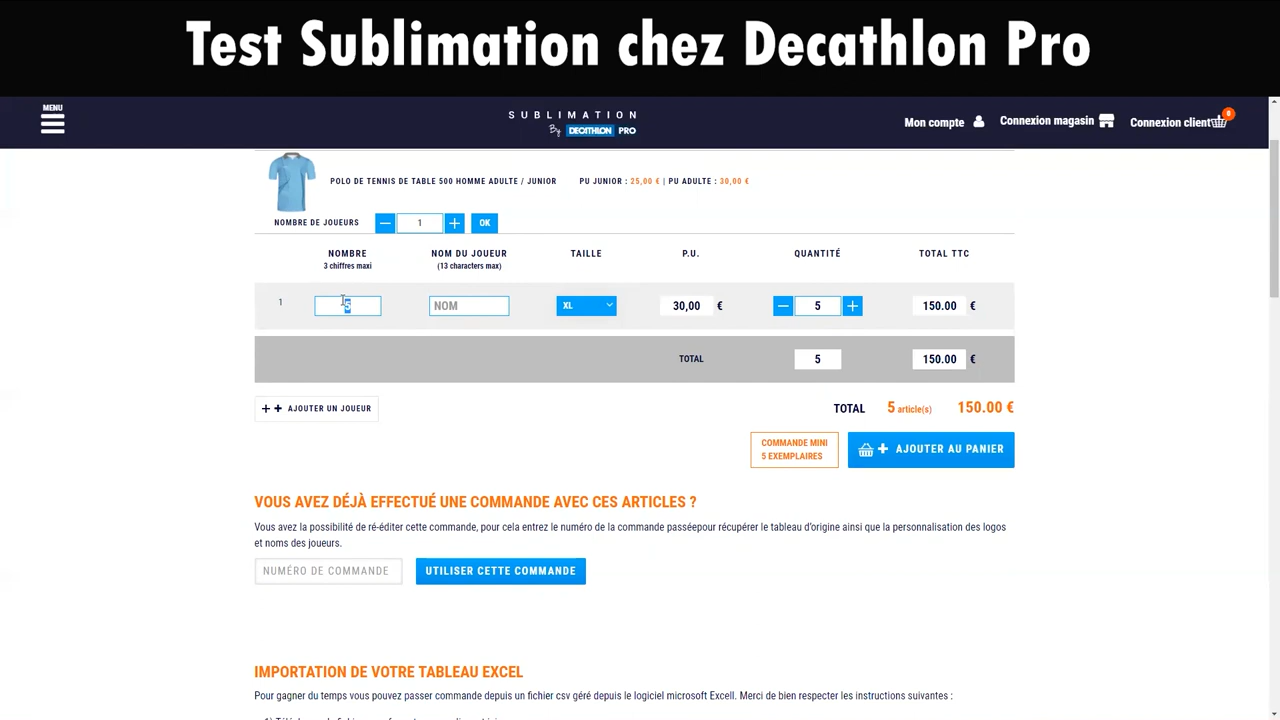 Test Sublimation chez Decathlon Pro
MENU
SUBLIMATION
By DECATHLON PRO
Mon compte
Connexion magasin
Connexion client
0
POLO DE TENNIS DE TABLE 500 HOMME ADULTE / JUNIOR PU JUNIOR : 25,00 € | PU ADULTE : 30,00 €
NOMBRE DE JOUEURS 1 OK
NOMBRE NOM DU JOUEUR TAILLE P.U. QUANTITÉ TOTAL TTC
3 chiffres maxi (13 characters max)
1 5 NOM XL 30,00 € 5 150.00 €
TOTAL 5 150.00 €
AJOUTER UN JOUEUR
TOTAL 5 article(s) 150.00 €
COMMANDE MINI
5 EXEMPLAIRES
AJOUTER AU PANIER
VOUS AVEZ DÉJÀ EFFECTUÉ UNE COMMANDE AVEC CES ARTICLES ?
Vous avez la possibilité de ré-éditer cette commande, pour cela entrez le numéro de la commande passéepour récupérer le tableau d'origine ainsi que la personnalisation des logos
et noms des joueurs.
NUMÉRO DE COMMANDE UTILISER CETTE COMMANDE
IMPORTATION DE VOTRE TABLEAU EXCEL
Pour gagner du temps vous pouvez passer commande depuis un fichier csv géré depuis le logiciel microsoft Excell. Merci de bien respecter les instructions suivantes :